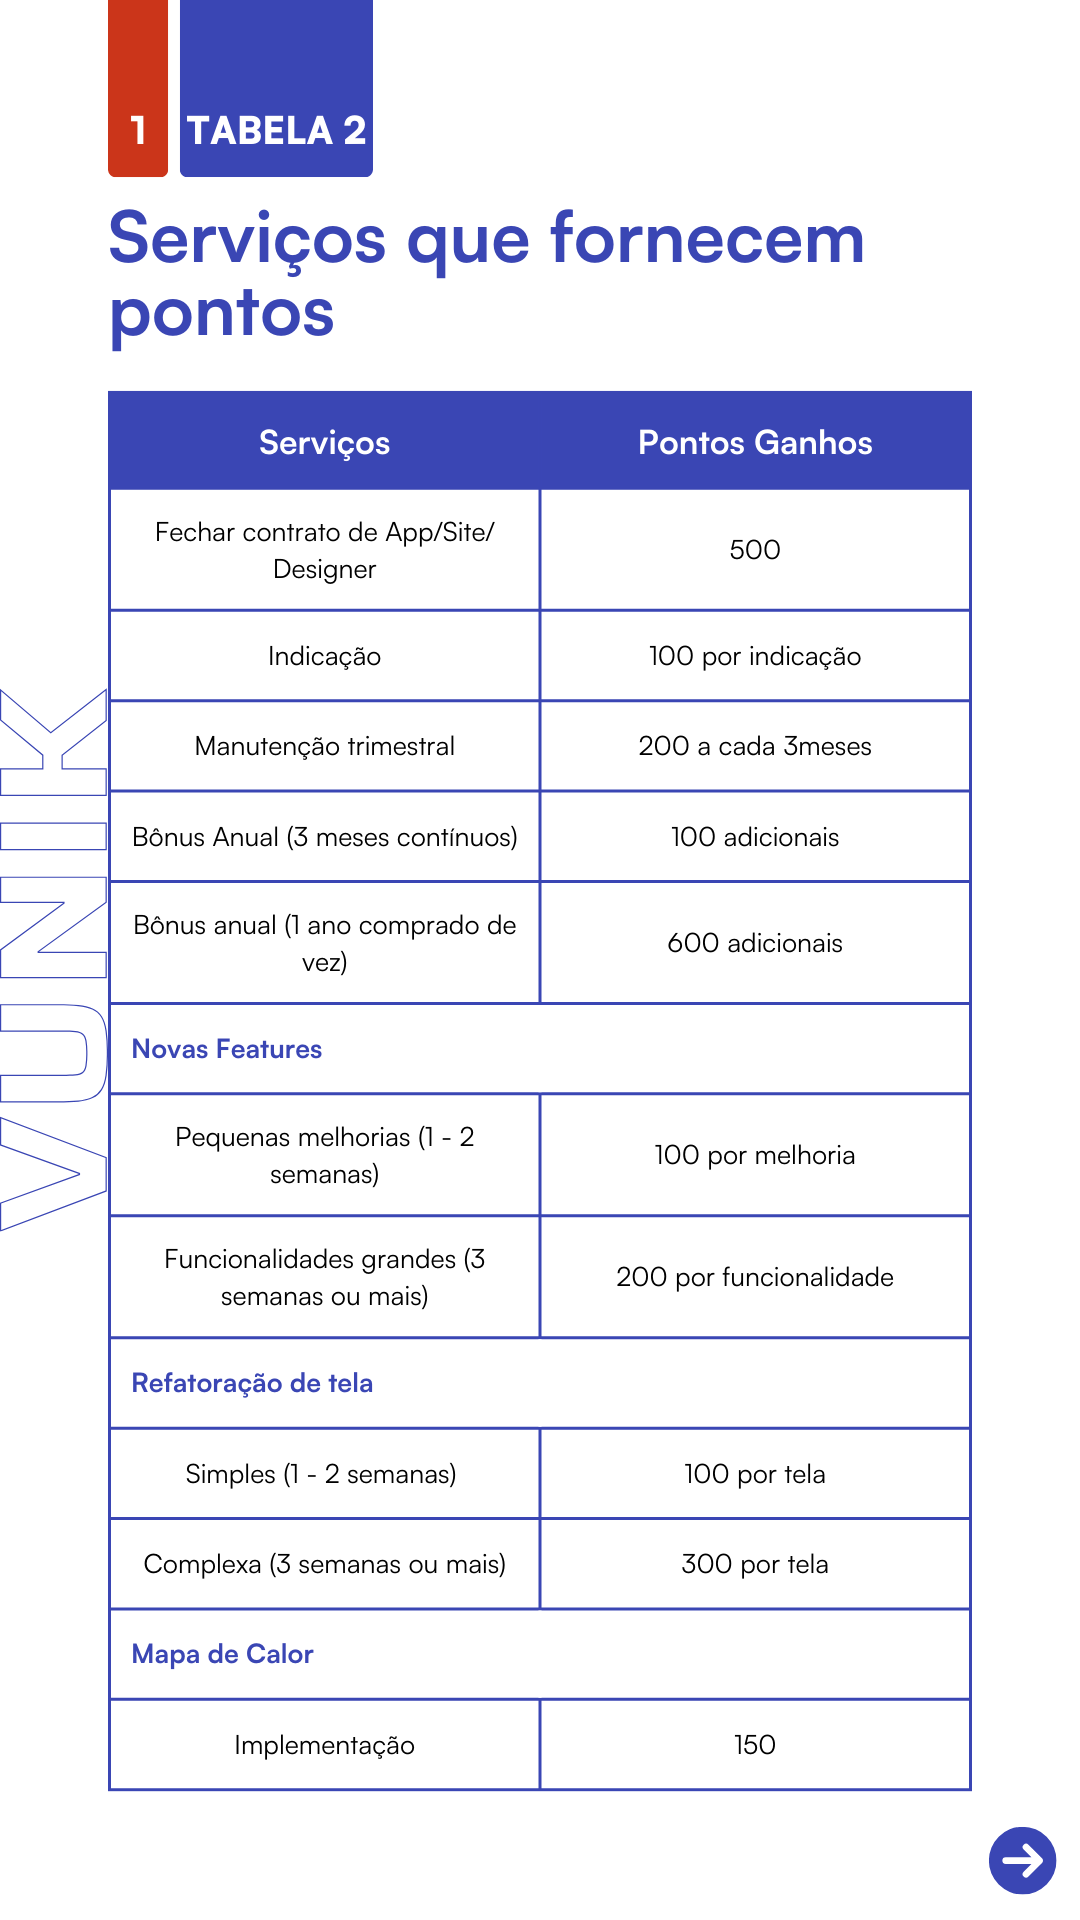 1 TABELA 2
Serviços que fornecem
pontos
Serviços Pontos Ganhos
Fechar contrato de App/Site/
Designer
500
Indicação 100 por indicação
Manutenção trimestral 200 a cada 3meses
Bônus Anual (3 meses contínuos) 100 adicionais
Bônus anual (1 ano comprado de
vez)
600 adicionais
Novas Features
Pequenas melhorias (1 - 2
semanas)
100 por melhoria
Funcionalidades grandes (3
semanas ou mais)
200 por funcionalidade
Refatoração de tela
Simples (1 - 2 semanas) 100 por tela
Complexa (3 semanas ou mais) 300 por tela
Mapa de Calor
Implementação 150
VUNIK